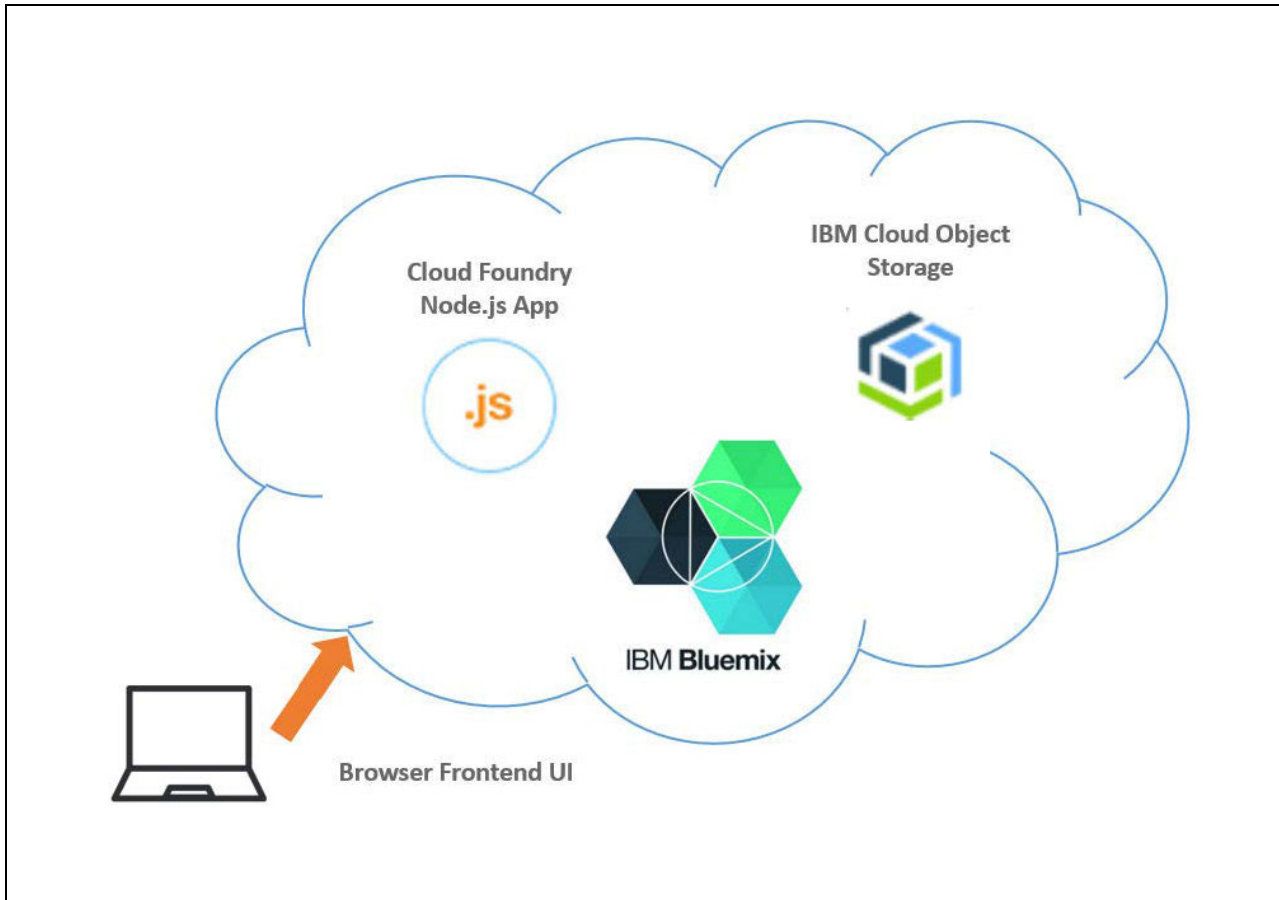 IBM Cloud Object
Storage
Cloud Foundry
Node.js App
.js
IBM Bluemix
Browser Frontend UI